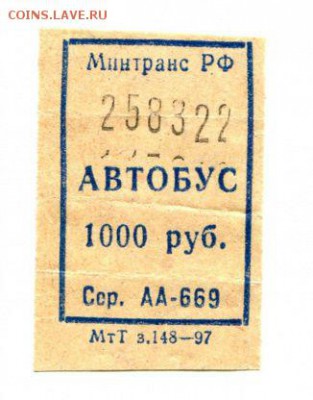 COINS.LAVE.RU
Минтранс РФ
258322
АВТОБУС
1000 руб.
Сер. АА-669
МтТ з.148—97